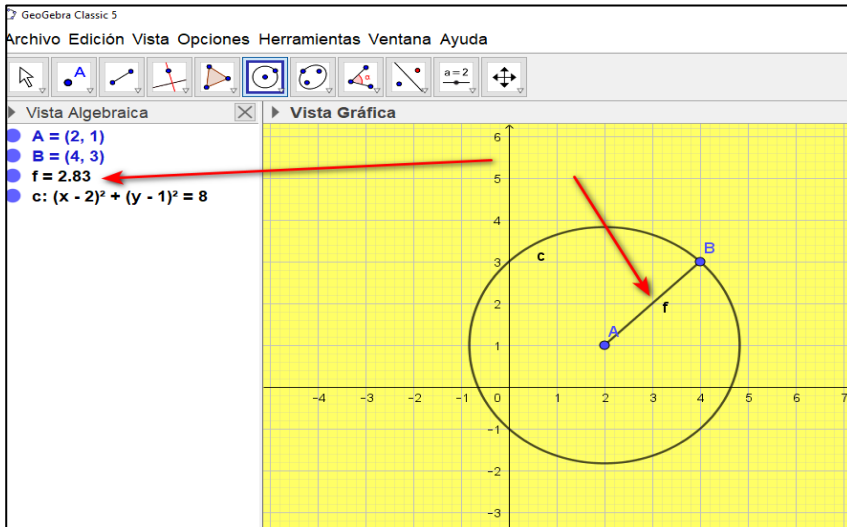 GeoGebra Classic 5
Archivo Edición Vista Opciones Herramientas Ventana Ayuda
A
α
a = 2
Vista Algebraica
Vista Gráfica
A = (2, 1)
B = (4, 3)
f = 2.83
c: (x - 2)² + (y - 1)² = 8
6
5
4
3
2
1
-1
-2
-3
-4 -3 -2 -1 0 1 2 3 4 5 6 7
c
B
f
A